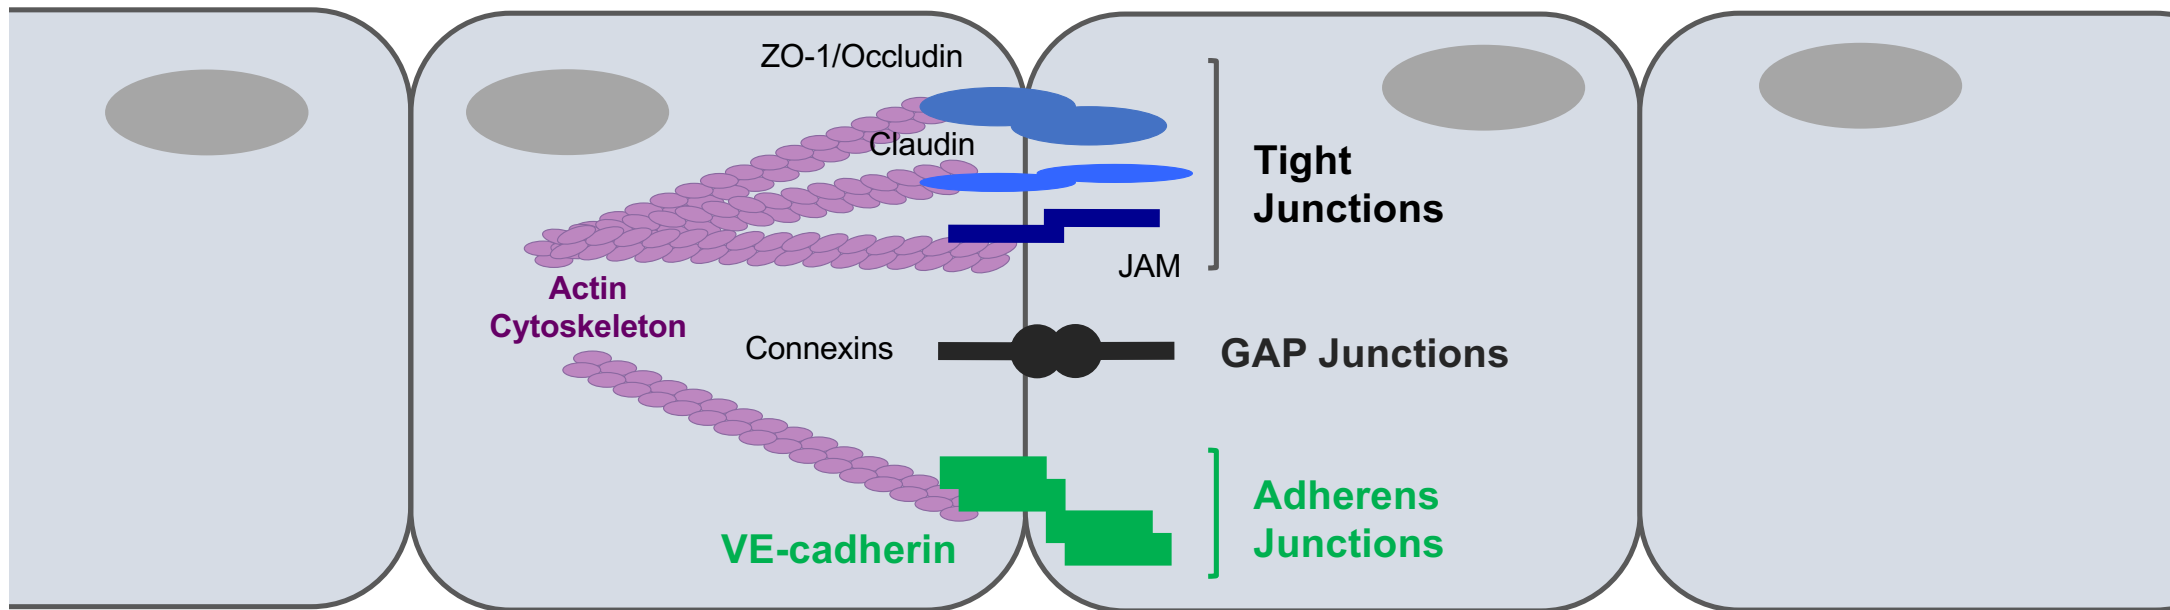 ZO-1/Occludin
Claudin
Tight
Junctions
JAM
Actin
Cytoskeleton
Connexins
GAP Junctions
Adherens
Junctions
VE-cadherin